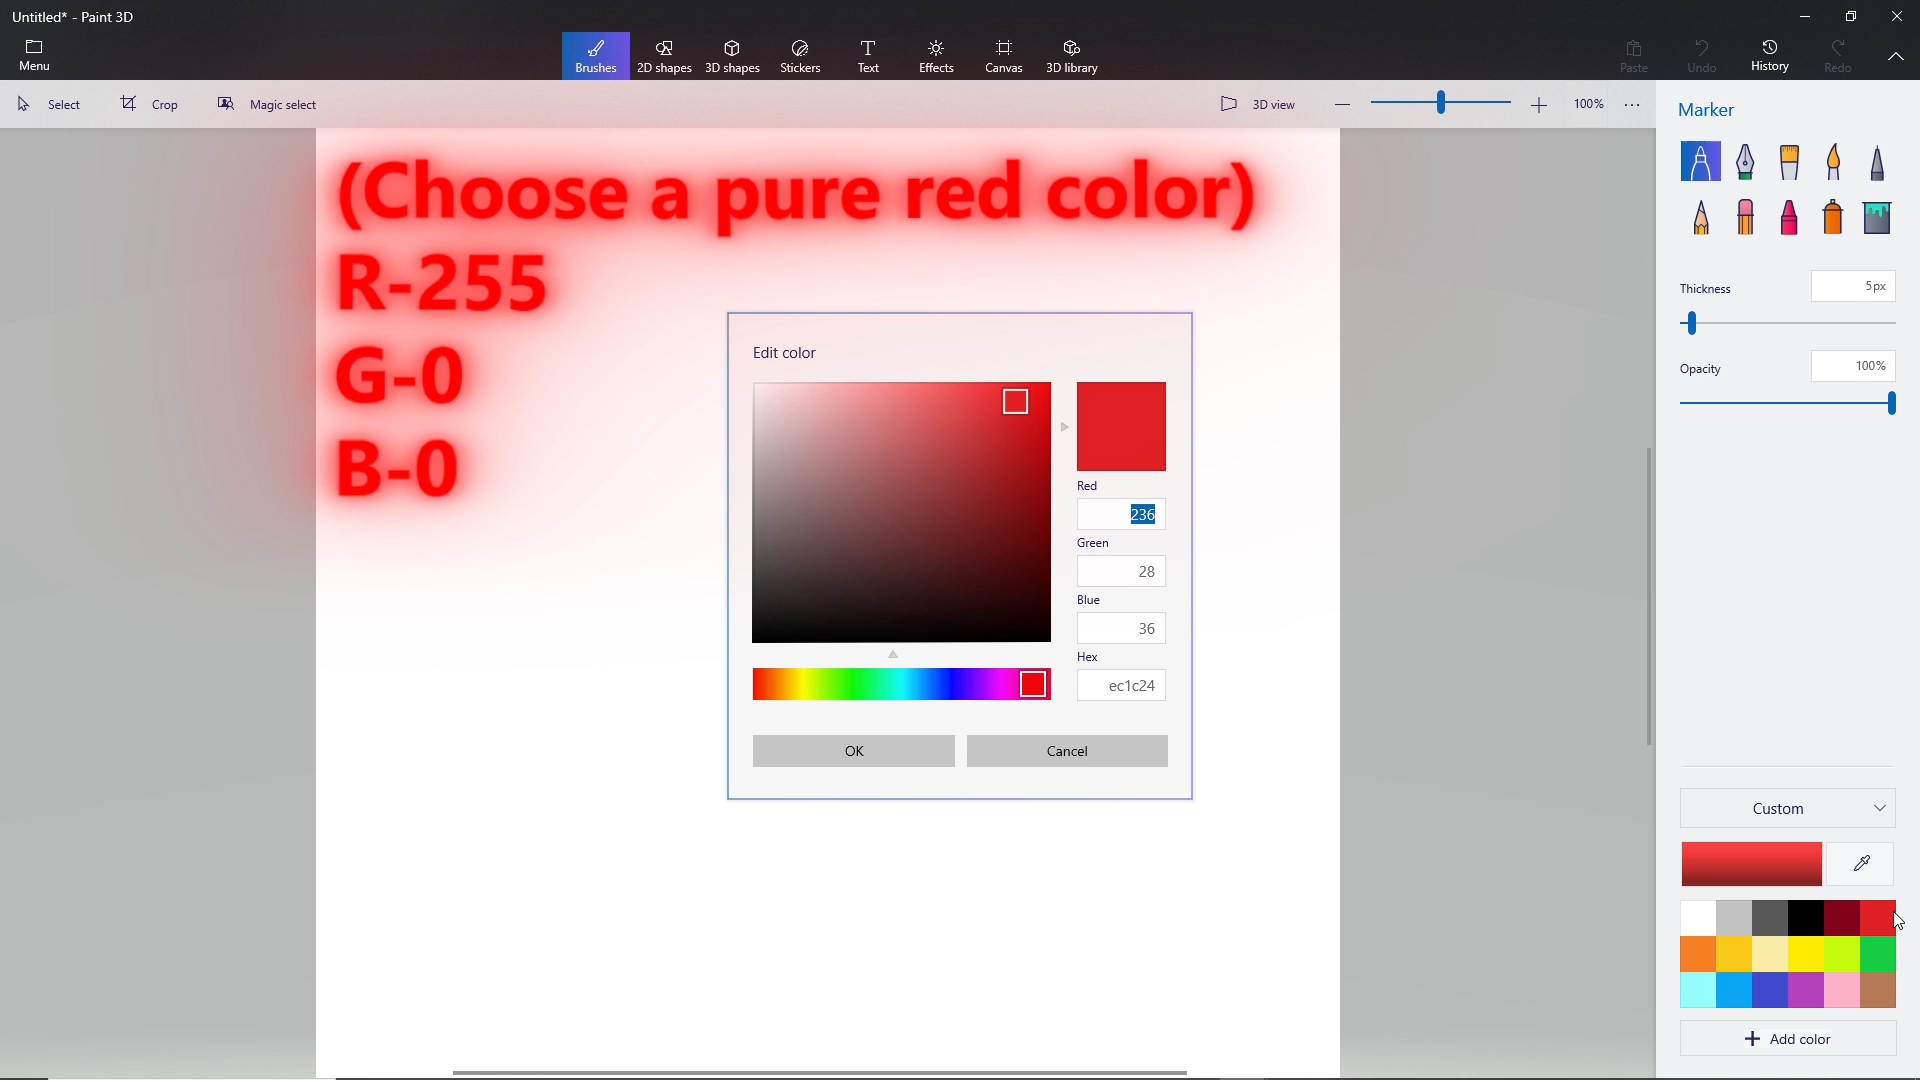 Untitled* - Paint 3D
Menu
Brushes
2D shapes
3D shapes
Stickers
Text
Effects
Canvas
3D library
Paste
Undo
History
Redo
Select
Crop
Magic select
3D view
100%
Marker
(Choose a pure red color)
R-255
G-0
B-0
Thickness
5px
Opacity
100%
Edit color
Red
236
Green
28
Blue
36
Hex
ec1c24
OK
Cancel
Custom
Add color